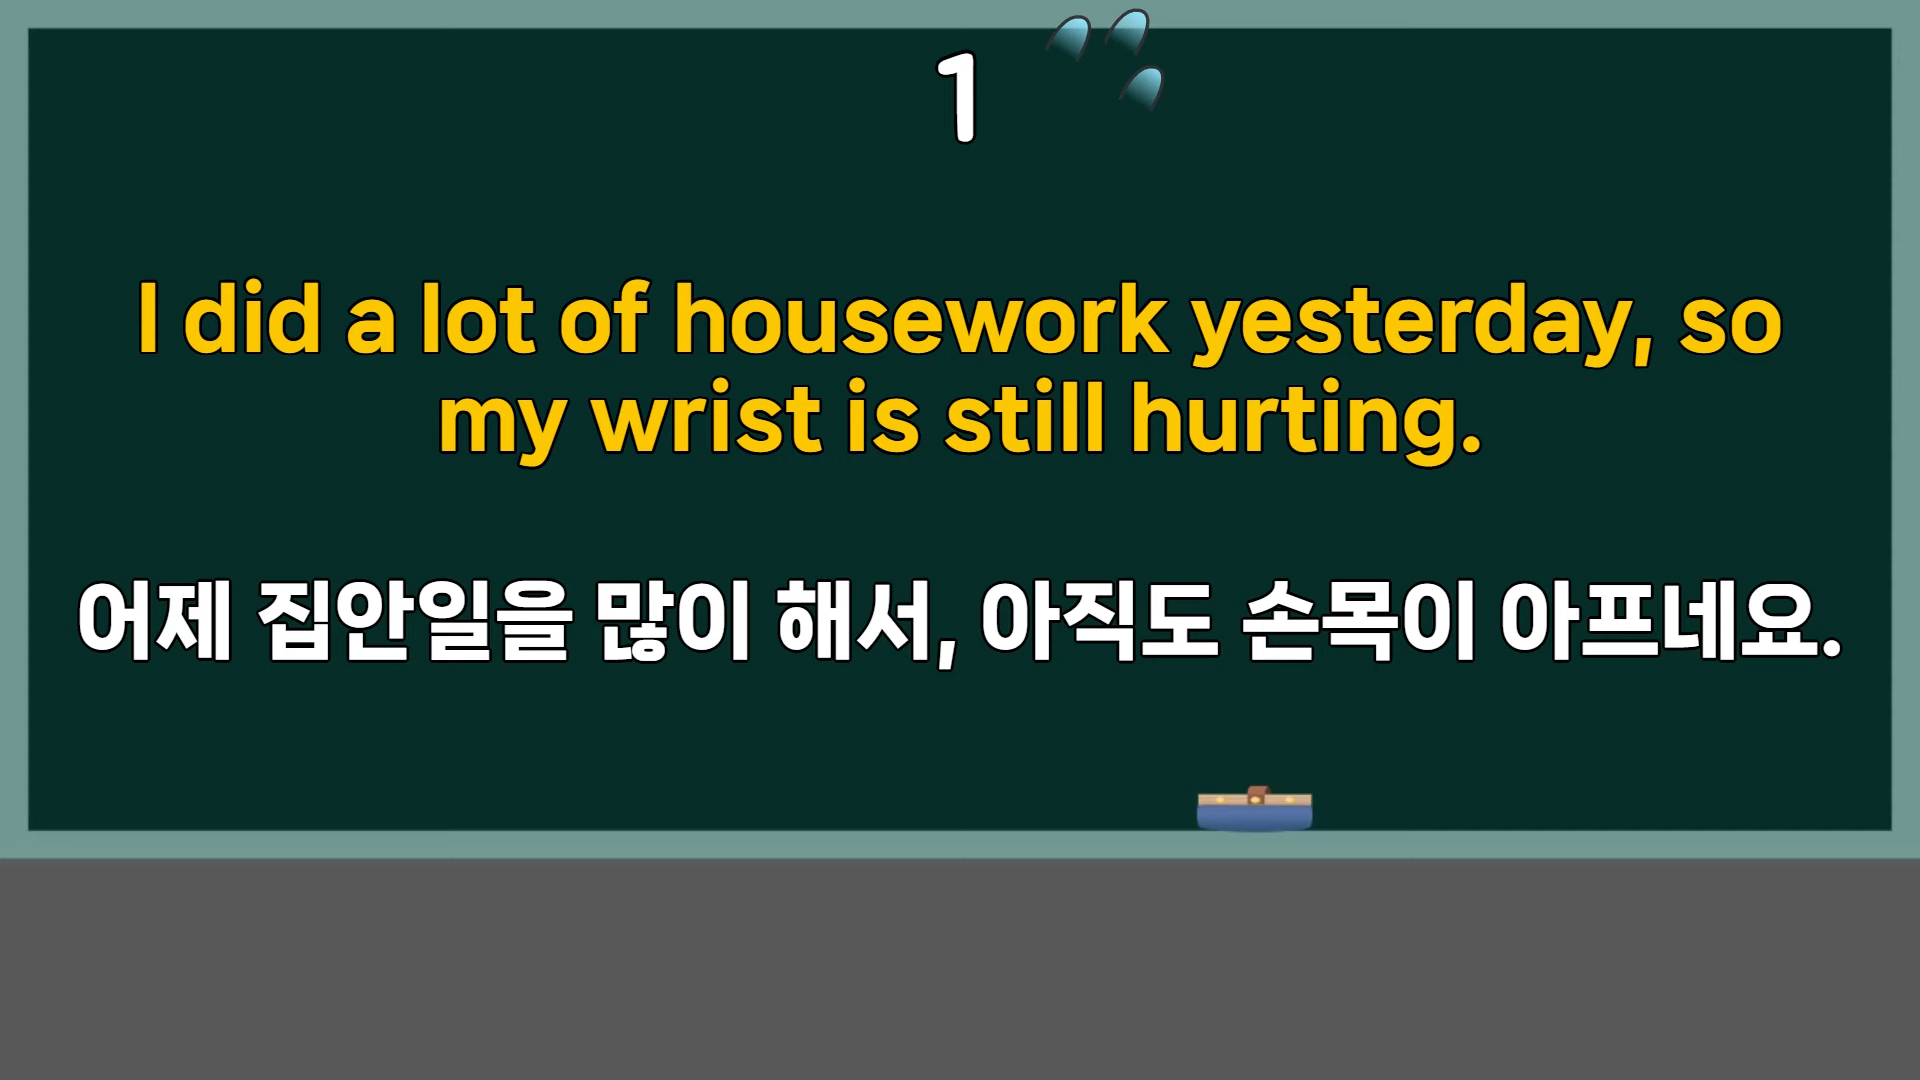 1
I did a lot of housework yesterday, so
my wrist is still hurting.
어제 집안일을 많이 해서, 아직도 손목이 아프네요.